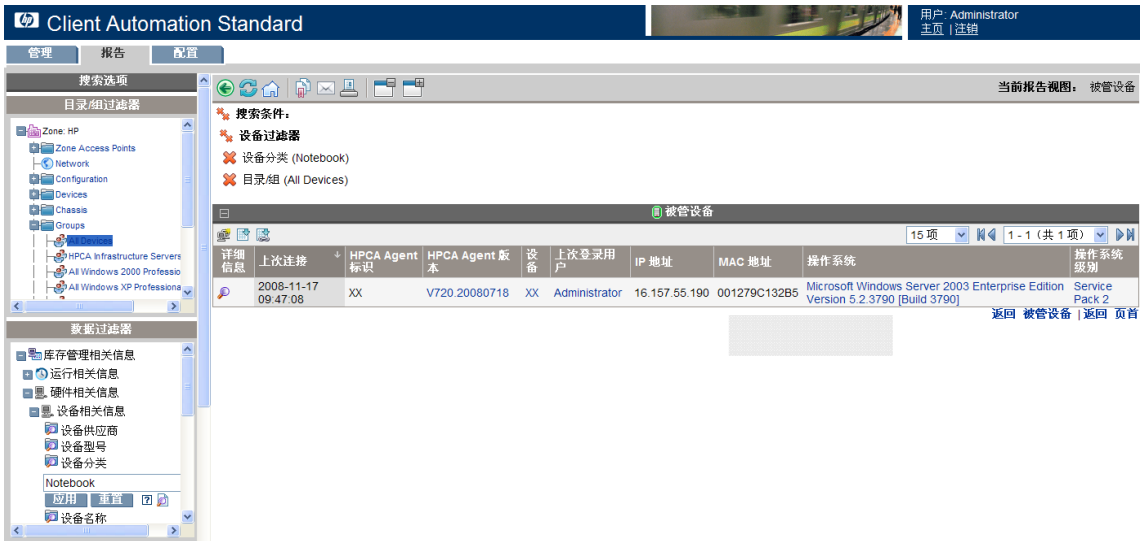 hp Client Automation Standard
用户: Administrator
主页 | 注销
管理 报告 配置
搜索选项
目录/组过滤器
Zone: HP
Zone Access Points
Network
Configuration
Devices
Chassis
Groups
All Devices
HPCA Infrastructure Servers
All Windows 2000 Professio
All Windows XP Professiona
数据过滤器
库存管理相关信息
运行相关信息
硬件相关信息
设备相关信息
设备供应商
设备型号
设备分类
Notebook
应用 重置
设备名称
当前报告视图: 被管设备
搜索条件:
设备过滤器
设备分类 (Notebook)
目录/组 (All Devices)
被管设备
15 项 1 - 1 (共 1 项)
详细信息 上次连接 HPCA Agent 标识 HPCA Agent 版本 设备 上次登录用户 IP 地址 MAC 地址 操作系统 操作系统级别
2008-11-17 09:47:08 XX V720.20080718 XX Administrator 16.157.55.190 001279C132B5 Microsoft Windows Server 2003 Enterprise Edition Version 5.2.3790 [Build 3790] Service Pack 2
返回 被管设备 | 返回 页首